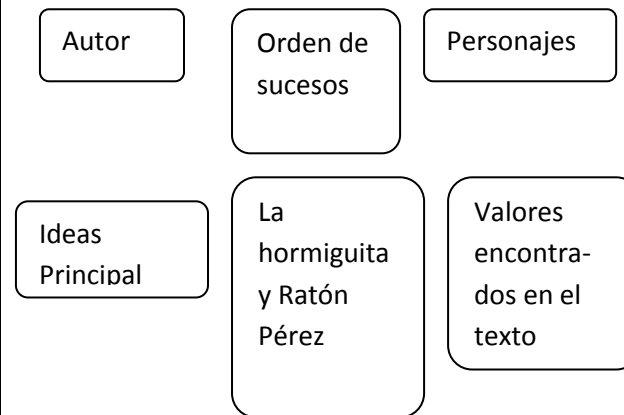 Autor
Orden de
sucesos
Personajes
Ideas
Principal
La
hormiguita
y Ratón
Pérez
Valores
encontra-
dos en el
texto